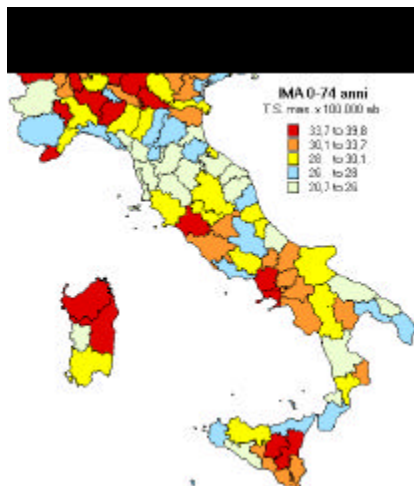 IMA 0-74 anni
T.S. mas. x 100.000 ab
33,7 to 39,8
30,1 to 33,7
28 to 30,1
26 to 28
20,7 to 26